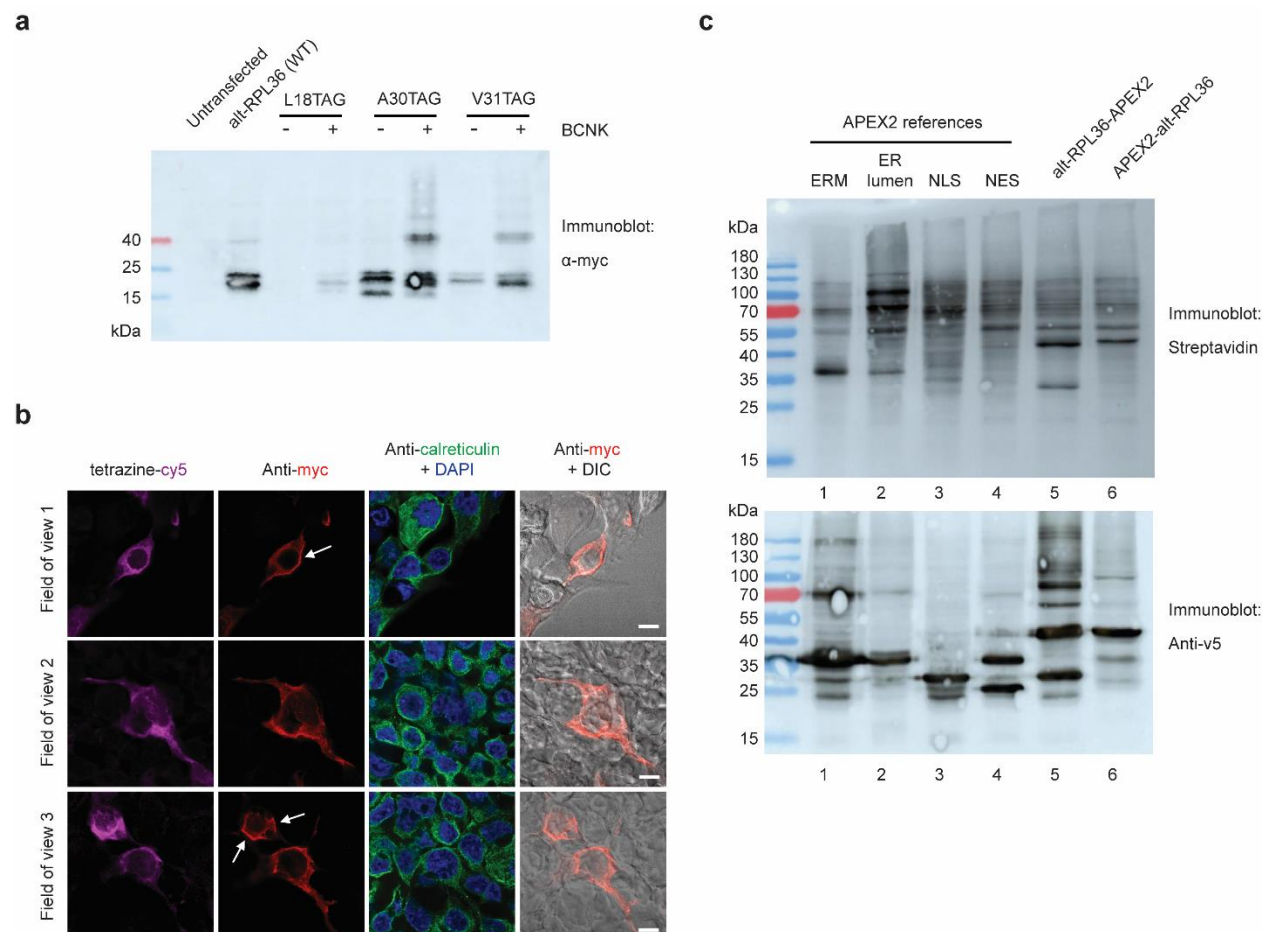 a
Untransfected
alt-RPL36 (WT)
L18TAG
A30TAG
V31TAG
-
+
-
+
-
+
BCNK
40
25
15
kDa
Immunoblot:
α-myc
b
tetrazine-cy5
Anti-myc
Anti-calreticulin
+ DAPI
Anti-myc
+ DIC
Field of view 1
Field of view 2
Field of view 3
c
APEX2 references
ERM
ER
lumen
NLS
NES
alt-RPL36-APEX2
APEX2-alt-RPL36
kDa
180
130
100
70
55
40
35
25
15
Immunoblot:
Streptavidin
1 2 3 4 5 6
kDa
180
130
100
70
55
40
35
25
15
Immunoblot:
Anti-v5
1 2 3 4 5 6